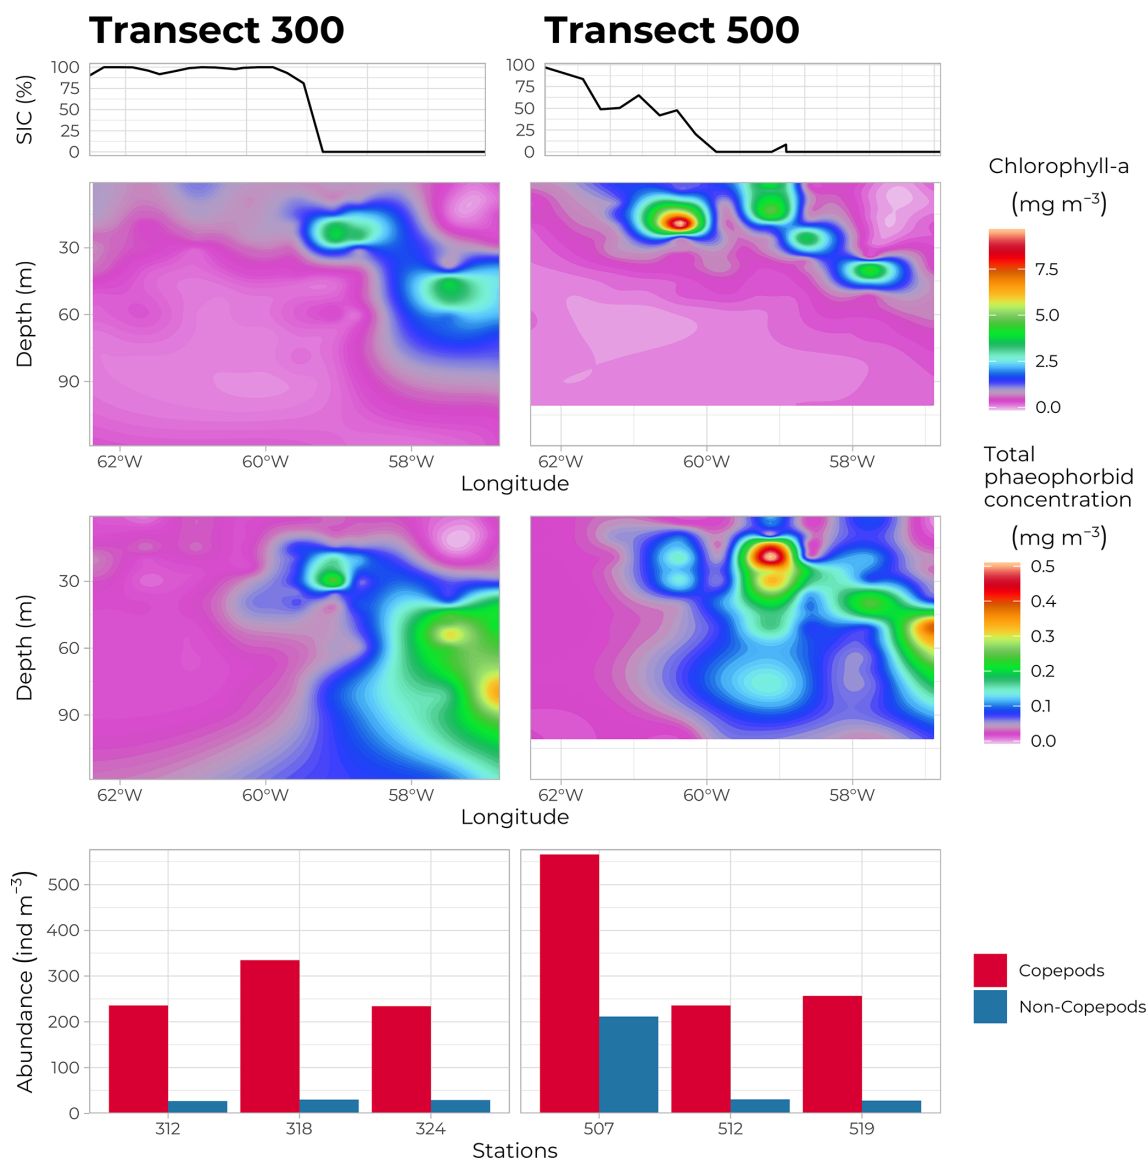 Transect 300
Transect 500
SIC (%)
100
75
50
25
0
100
75
50
25
0
Depth (m)
30
60
90
62°W
60°W
58°W
62°W
60°W
58°W
Longitude
Chlorophyll-a
(mg m⁻³)
7.5
5.0
2.5
0.0
Depth (m)
30
60
90
62°W
60°W
58°W
62°W
60°W
58°W
Longitude
Total
phaeophorbid
concentration
(mg m⁻³)
0.5
0.4
0.3
0.2
0.1
0.0
Abundance (ind m⁻³)
500
400
300
200
100
0
312
318
324
507
512
519
Stations
Copepods
Non-Copepods